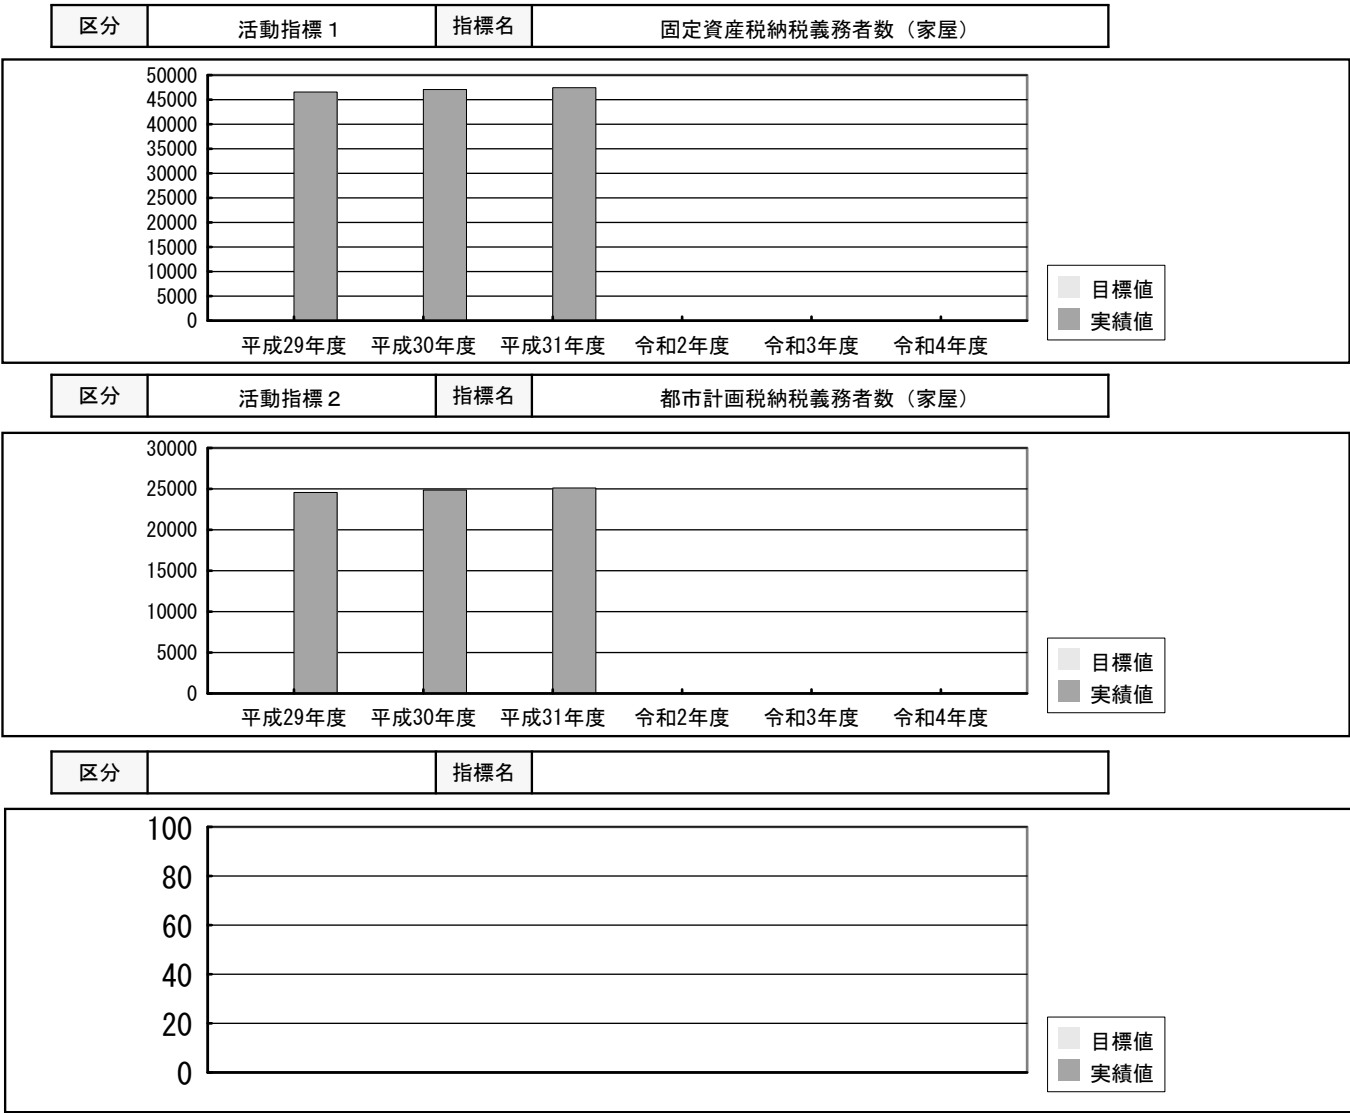 区分 活動指標１ 指標名 固定資産税納税義務者数（家屋）
50000
45000
40000
35000
30000
25000
20000
15000
10000
5000
0
平成29年度 平成30年度 平成31年度 令和2年度 令和3年度 令和4年度
目標値
実績値
区分 活動指標２ 指標名 都市計画税納税義務者数（家屋）
30000
25000
20000
15000
10000
5000
0
平成29年度 平成30年度 平成31年度 令和2年度 令和3年度 令和4年度
目標値
実績値
区分 指標名
100
80
60
40
20
0
目標値
実績値